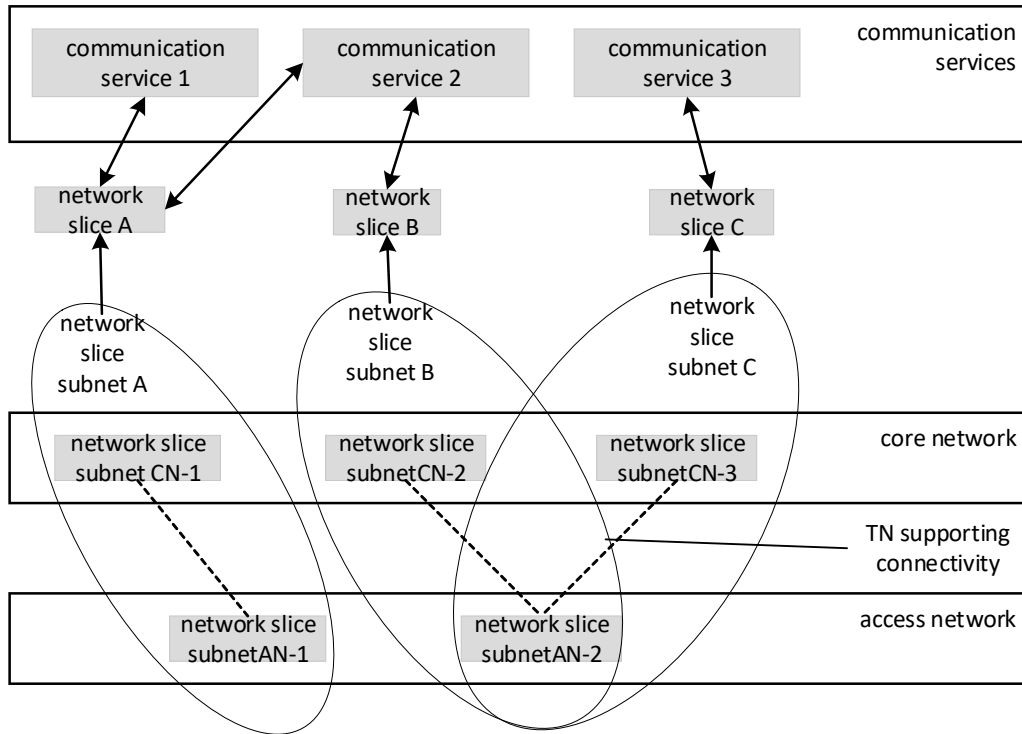 communication
service 1
communication
service 2
communication
service 3
communication
services
network
slice A
network
slice B
network
slice C
network
slice
subnet A
network
slice
subnet B
network
slice
subnet C
network slice
subnet CN-1
network slice
subnetCN-2
network slice
subnetCN-3
core network
TN supporting
connectivity
network slice
subnetAN-1
network slice
subnetAN-2
access network